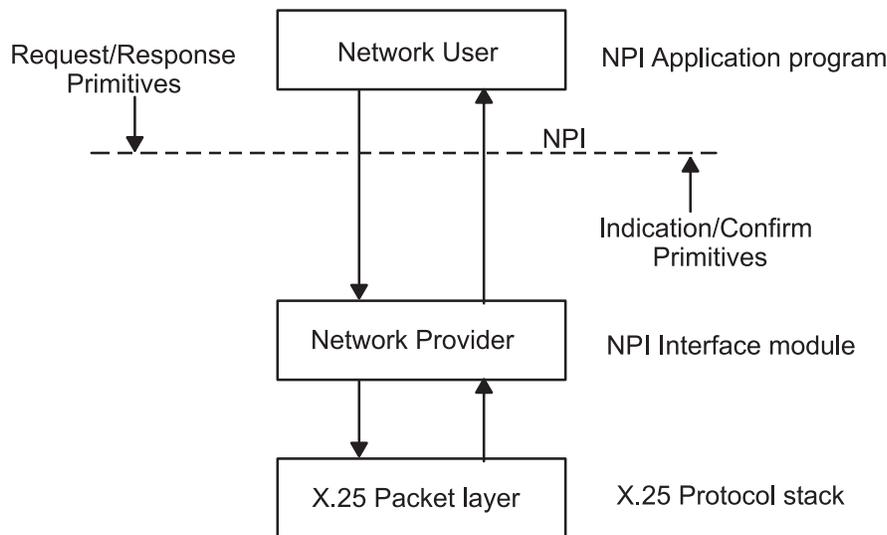 Network User
NPI Application program
Request/Response
Primitives
NPI
Indication/Confirm
Primitives
Network Provider
NPI Interface module
X.25 Packet layer
X.25 Protocol stack